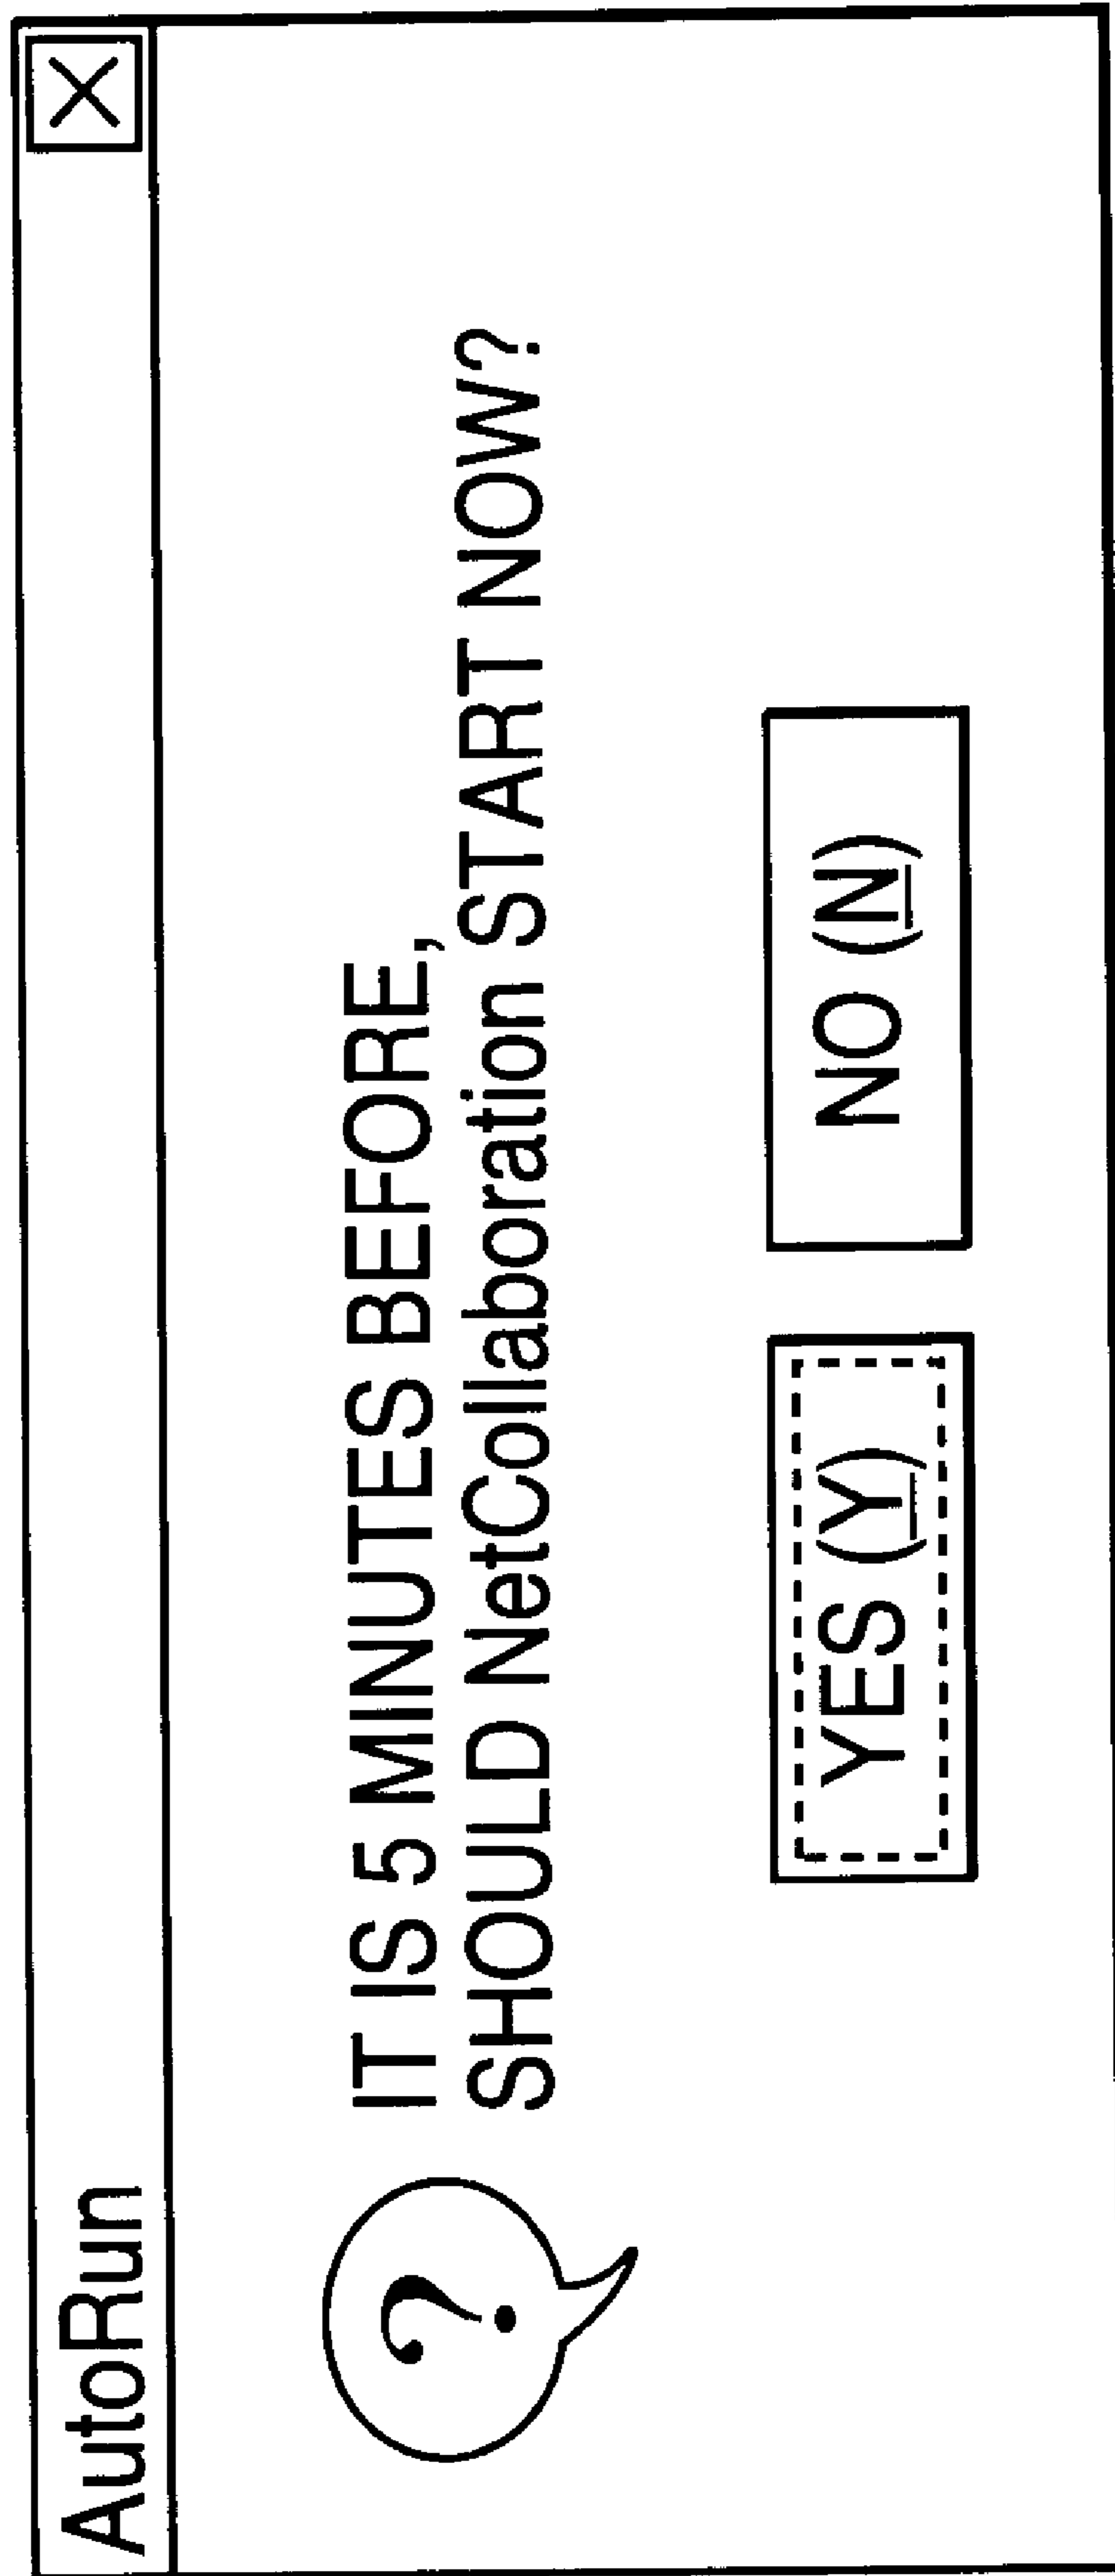 AutoRun
IT IS 5 MINUTES BEFORE,
SHOULD NetCollaboration START NOW?
YES (Y)
NO (N)